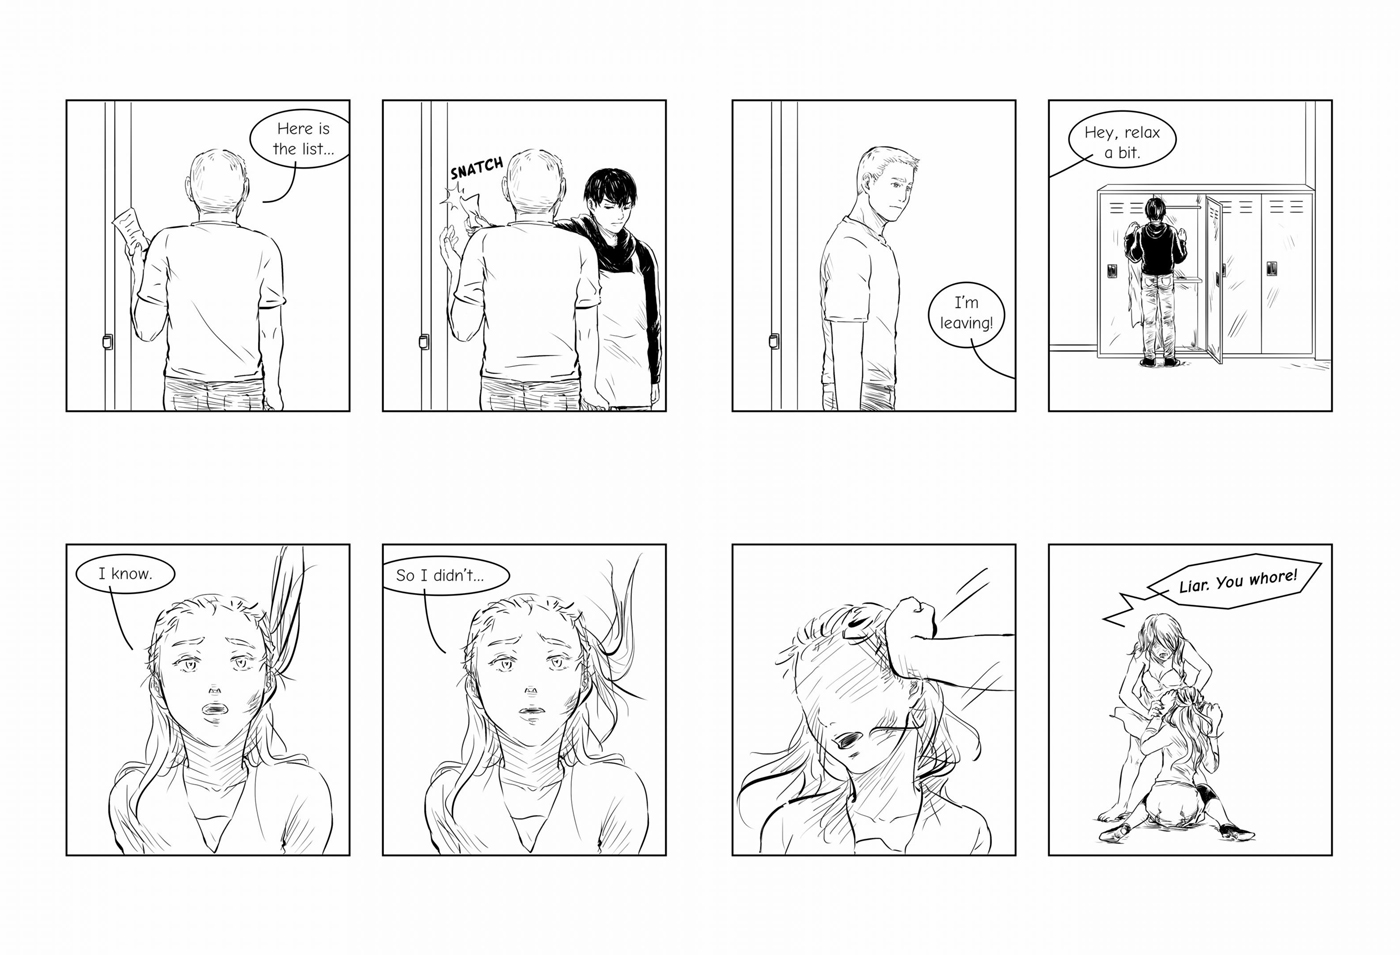 Here is
the list...
SNATCH
I'm
leaving!
Hey, relax
a bit.
I know.
So I didn't...
Liar. You whore!